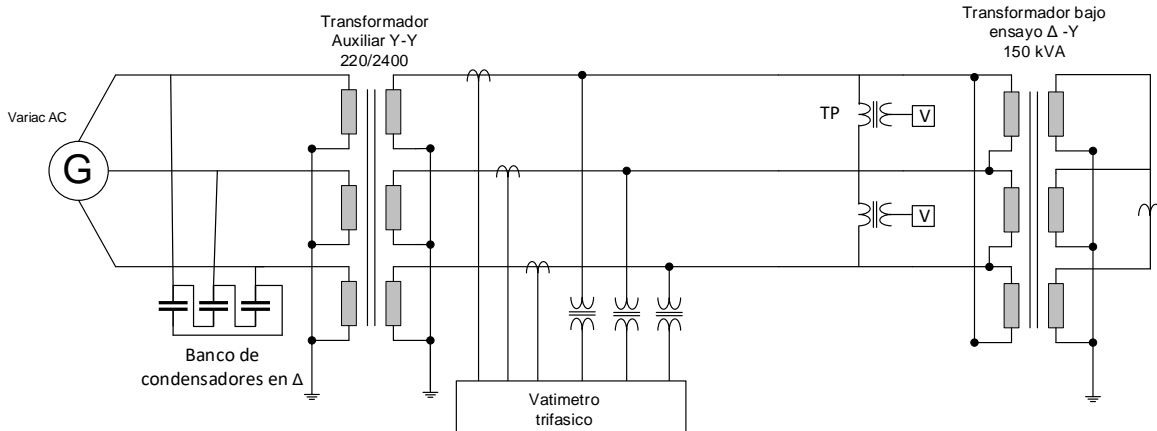 Transformador
Auxiliar Y-Y
220/2400
Transformador bajo
ensayo Δ -Y
150 kVA
Variac AC
G
TP
V
V
Banco de
condensadores en Δ
Vatimetro
trifasico